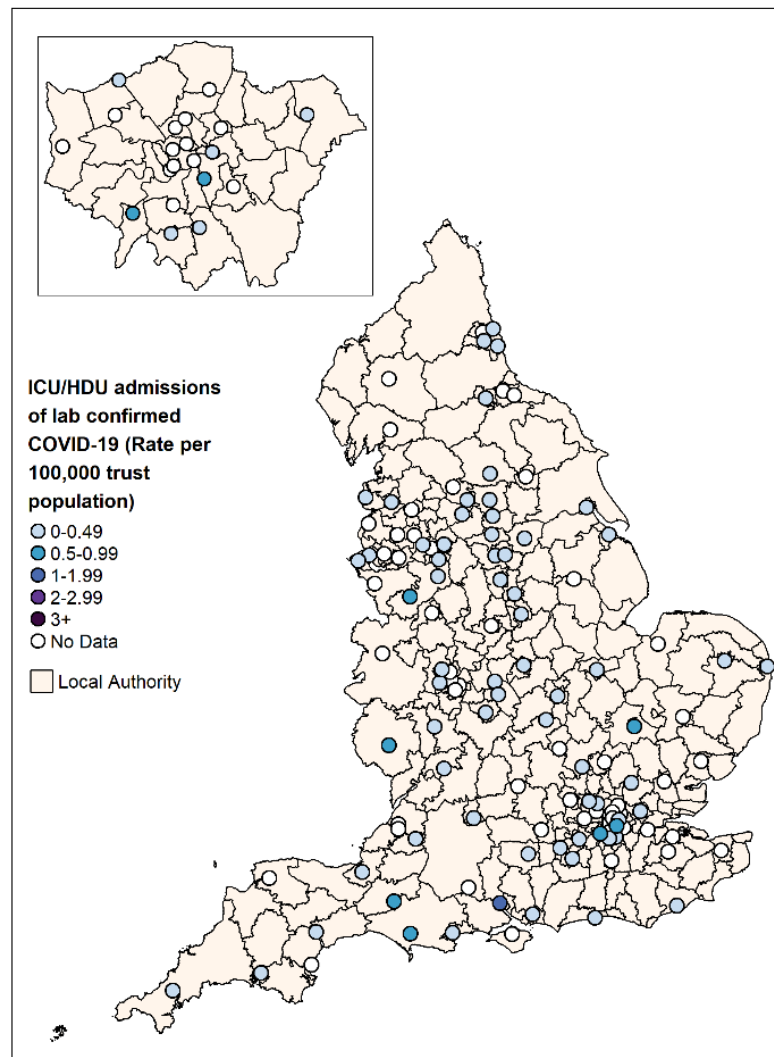 ICU/HDU admissions
of lab confirmed
COVID-19 (Rate per
100,000 trust
population)
0-0.49
0.5-0.99
1-1.99
2-2.99
3+
No Data
Local Authority